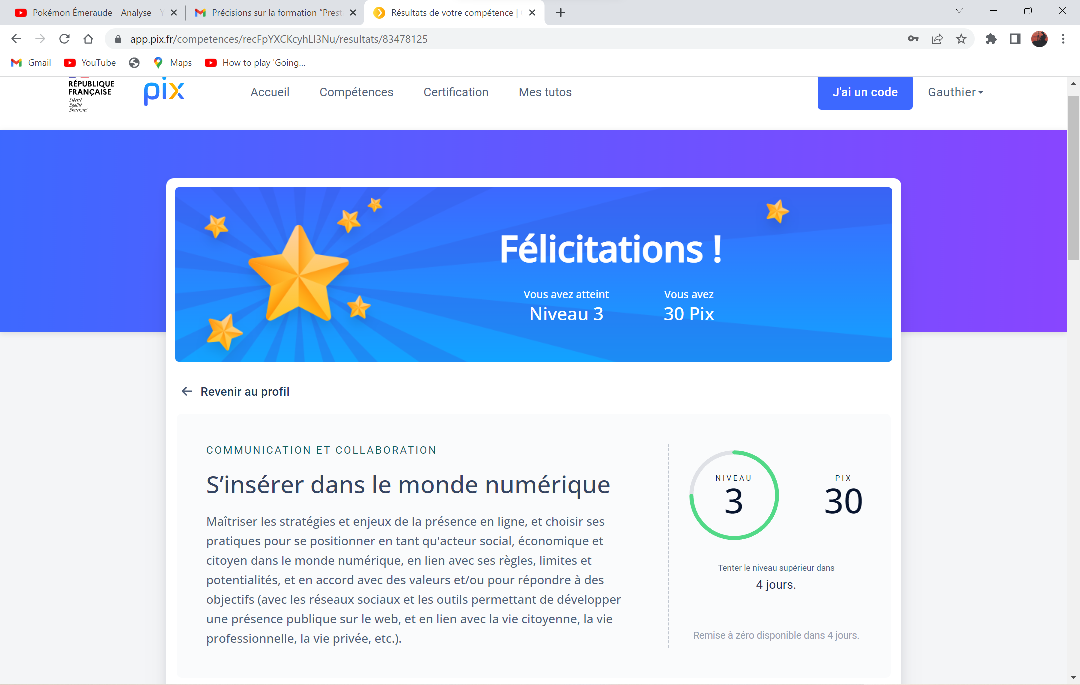 Pokémon Émeraude - Analyse
Précisions sur la formation "Prest
Résultats de votre compétence |
app.pix.fr/competences/recFpYXCKcyhLI3Nu/resultats/83478125
Gmail
YouTube
Maps
How to play 'Going...
RÉPUBLIQUE
FRANÇAISE
Liberté
Égalité
Fraternité
pix
Accueil
Compétences
Certification
Mes tutos
J'ai un code
Gauthier
Félicitations !
Vous avez atteint
Niveau 3
Vous avez
30 Pix
Revenir au profil
COMMUNICATION ET COLLABORATION
S'insérer dans le monde numérique
Maîtriser les stratégies et enjeux de la présence en ligne, et choisir ses
pratiques pour se positionner en tant qu'acteur social, économique et
citoyen dans le monde numérique, en lien avec ses règles, limites et
potentialités, et en accord avec des valeurs et/ou pour répondre à des
objectifs (avec les réseaux sociaux et les outils permettant de développer
une présence publique sur le web, et en lien avec la vie citoyenne, la vie
professionnelle, la vie privée, etc.).
NIVEAU
3
PIX
30
Tenter le niveau supérieur dans
4 jours.
Remise à zéro disponible dans 4 jours.